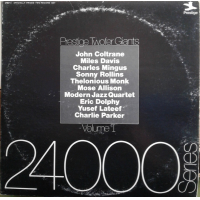 Prestige Twofer Giants
John Coltrane
Miles Davis
Charles Mingus
Sonny Rollins
Thelonious Monk
Mose Allison
Modern Jazz Quartet
Eric Dolphy
Yusef Lateef
Charlie Parker
Volume 1
24000
Series